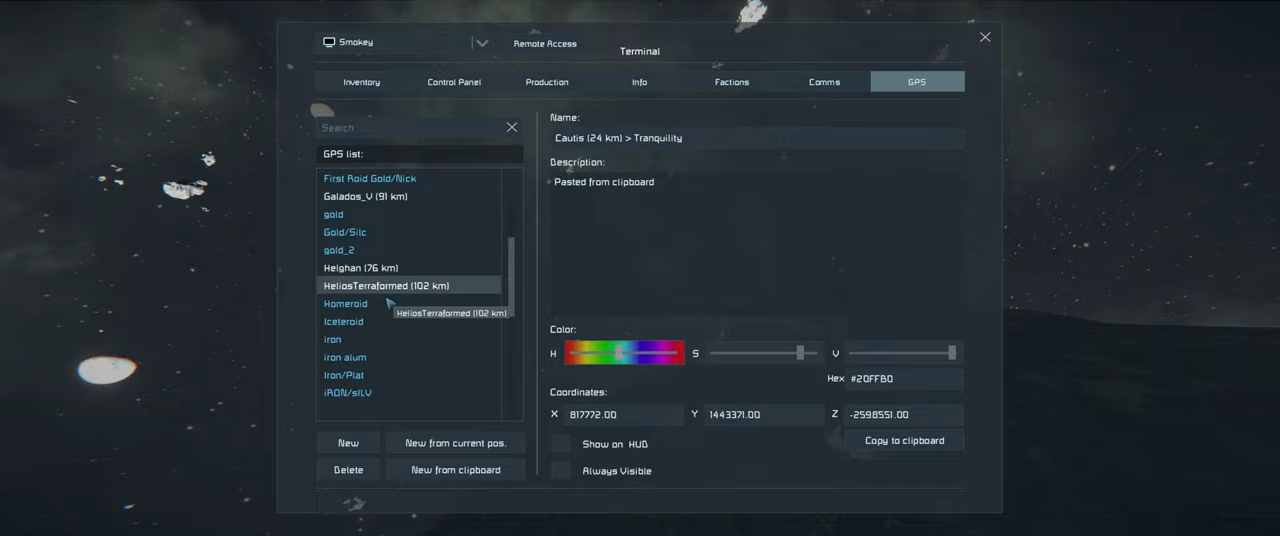 Smokey
Remote Access
Terminal
Inventory
Control Panel
Production
Info
Factions
Comms
GPS
Search
GPS list:
First Roid Gold/Nick
Galados_V (91 km)
gold
Gold/Silc
gold_2
Helghan (76 km)
HeliosTerraformed (102 km)
Homeroid
HeliosTerraformed (102 km)
Iceteroid
iron
iron alum
Iron/Plat
iRON/sILV
New
New from current pos.
Delete
New from clipboard
Name:
Cautis (24 km) > Tranquility
Description:
Pasted from clipboard
Color:
H
S
V
Hex #20FFB0
Coordinates:
X 817772.00 Y 1443371.00 Z -2598551.00
Show on HUD
Copy to clipboard
Always Visible